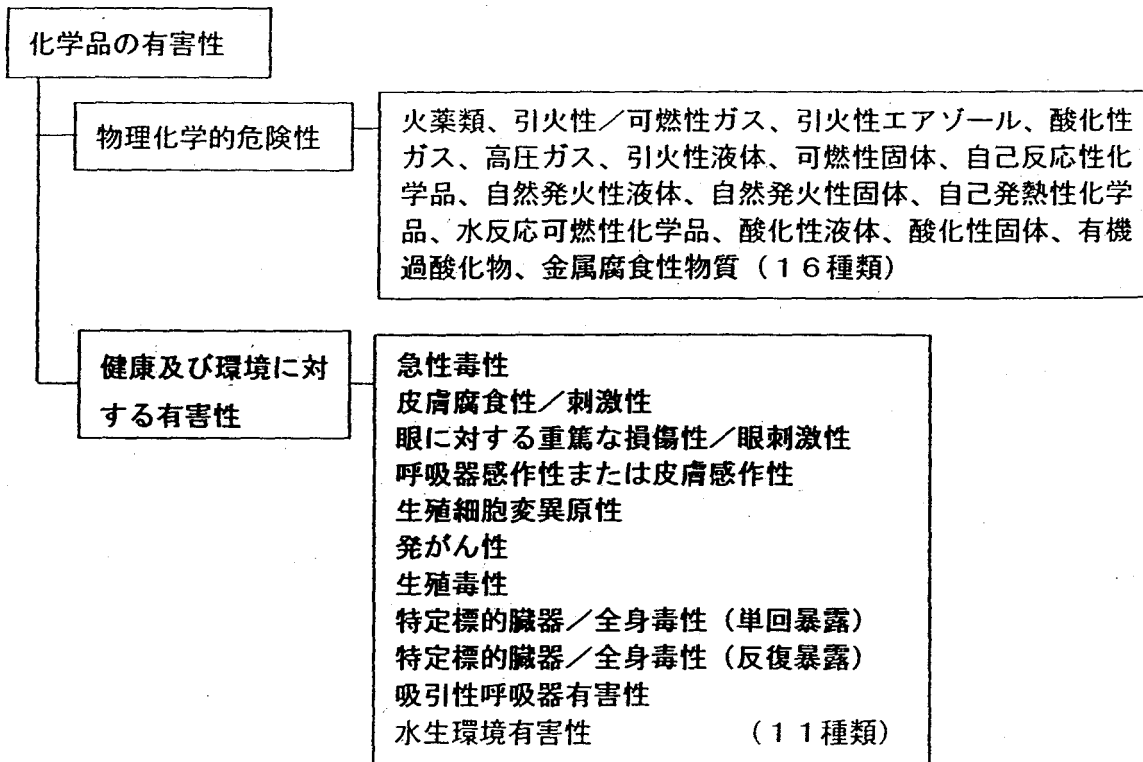 化学品の有害性
物理化学的危険性
火薬類、引火性／可燃性ガス、引火性エアゾール、酸化性
ガス、高圧ガス、引火性液体、可燃性固体、自己反応性化
学品、自然発火性液体、自然発火性固体、自己発熱性化学
品、水反応可燃性化学品、酸化性液体、酸化性固体、有機
過酸化物、金属腐食性物質（１６種類）
健康及び環境に対
する有害性
急性毒性
皮膚腐食性／刺激性
眼に対する重篤な損傷性／眼刺激性
呼吸器感作性または皮膚感作性
生殖細胞変異原性
発がん性
生殖毒性
特定標的臓器／全身毒性（単回暴露）
特定標的臓器／全身毒性（反復暴露）
吸引性呼吸器有害性
水生環境有害性　　　　　　（１１種類）